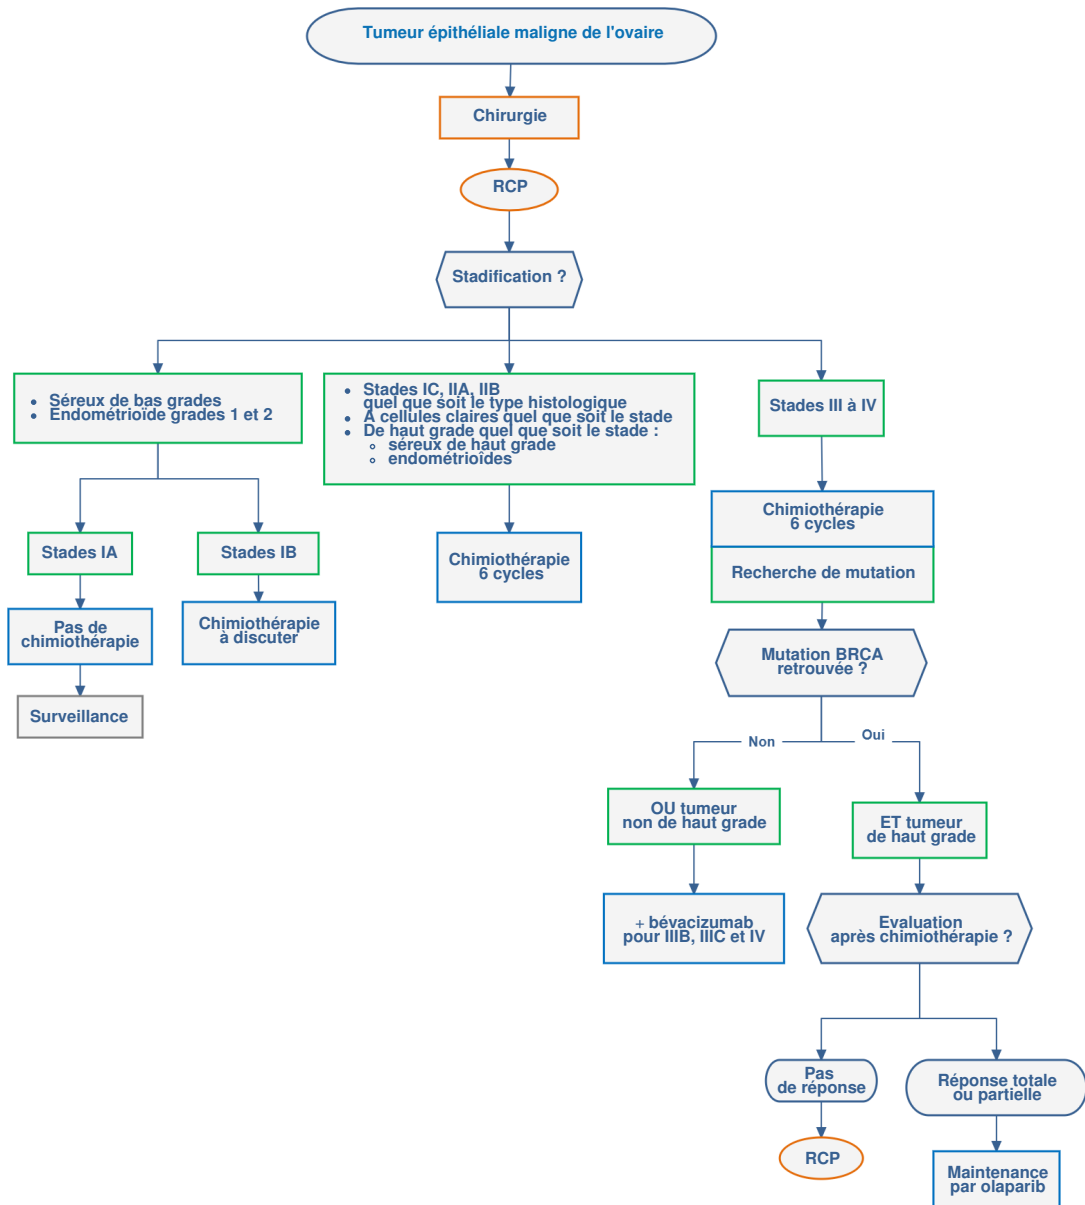 Tumeur épithéliale maligne de l'ovaire
Chirurgie
RCP
Stadification ?
• Séreux de bas grades
• Endométrioïde grades 1 et 2
• Stades IC, IIA, IIB
quel que soit le type histologique
• A cellules claires quel que soit le stade
• De haut grade quel que soit le stade :
◦ séreux de haut grade
◦ endométrioîdes
Stades III à IV
Stades IA
Stades IB
Chimiothérapie
6 cycles
Chimiothérapie
6 cycles
Recherche de mutation
Pas de
chimiothérapie
Chimiothérapie
à discuter
Surveillance
Mutation BRCA
retrouvée ?
Non
Oui
OU tumeur
non de haut grade
ET tumeur
de haut grade
+ bévacizumab
pour IIIB, IIIC et IV
Evaluation
après chimiothérapie ?
Pas
de réponse
Réponse totale
ou partielle
RCP
Maintenance
par olaparib